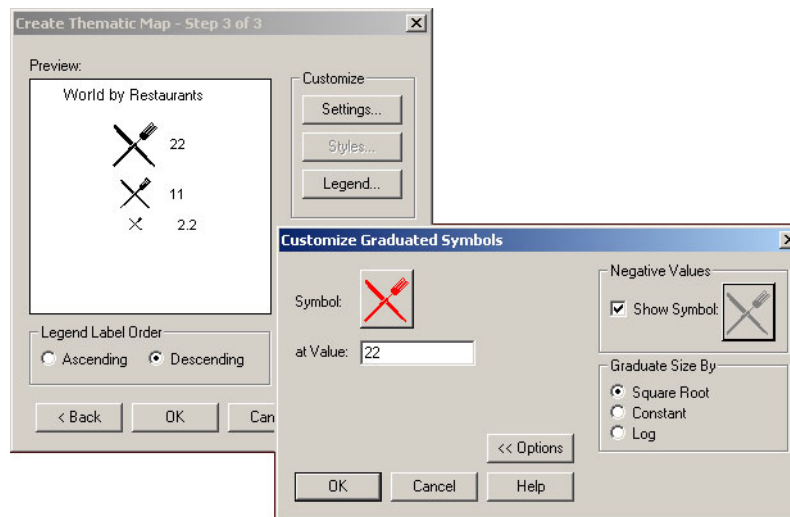 Create Thematic Map - Step 3 of 3
Preview:
World by Restaurants
22
11
2.2
Customize
Settings...
Styles...
Legend...
Legend Label Order
Ascending
Descending
< Back
OK
Can
Customize Graduated Symbols
Symbol:
at Value:
22
Negative Values
Show Symbol:
Graduate Size By
Square Root
Constant
Log
<< Options
OK
Cancel
Help